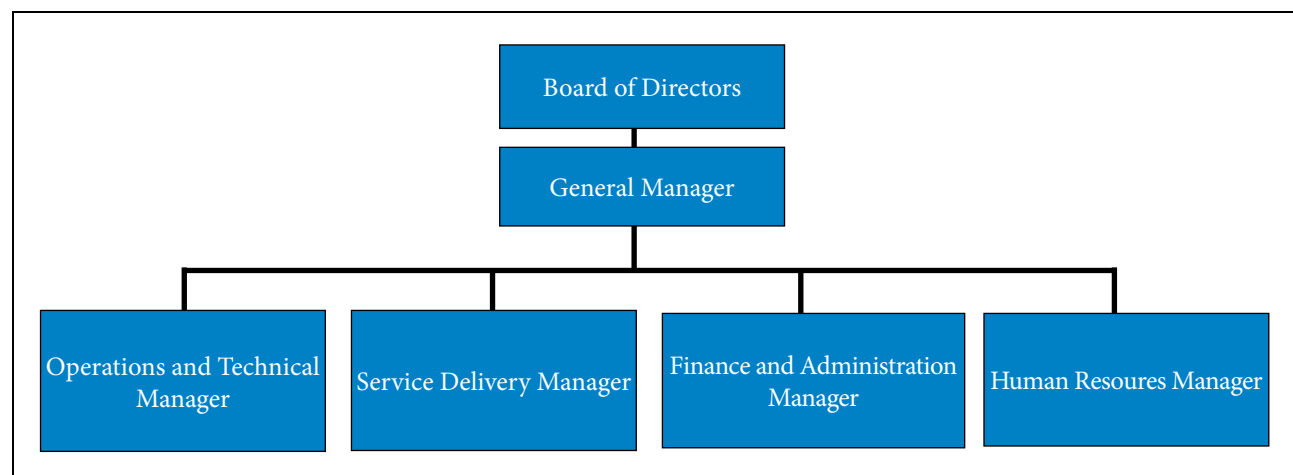 Board of Directors
General Manager
Operations and Technical
Manager
Service Delivery Manager
Finance and Administration
Manager
Human Resoures Manager